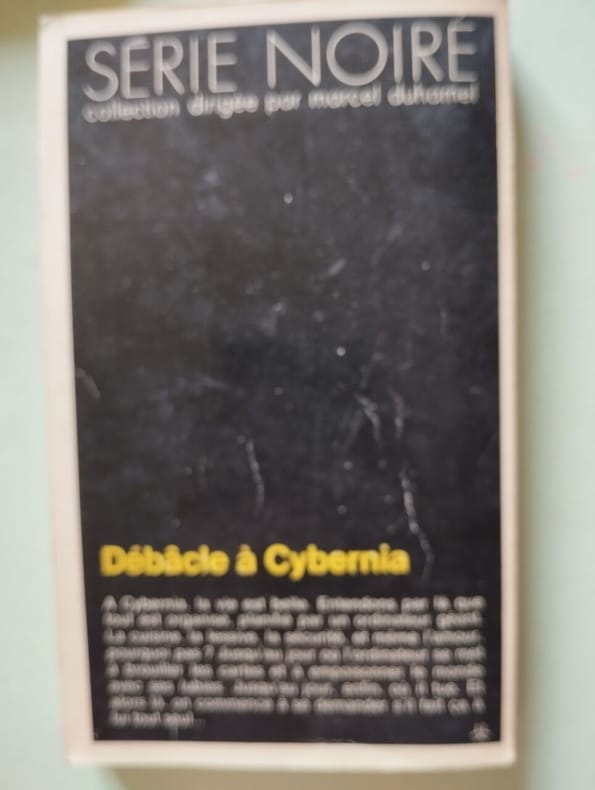 SÉRIE NOIRE
collection dirigée par marcel duhamel
Débâcle à Cybernia
A Cybernia, la vie est belle. Entendons par là que
tout est organisé, planifié par un ordinateur géant.
La cuisine, la lessive, la sécurité, et même l'amour,
pourquoi pas ? Jusqu'au jour où l'ordinateur se met
à brouiller les cartes et à empoisonner le monde
avec ses Jusqu'au jour, enfin, où il tue. Et
alors là, on commence à se demander s'il fait ça à
lui tout seul...